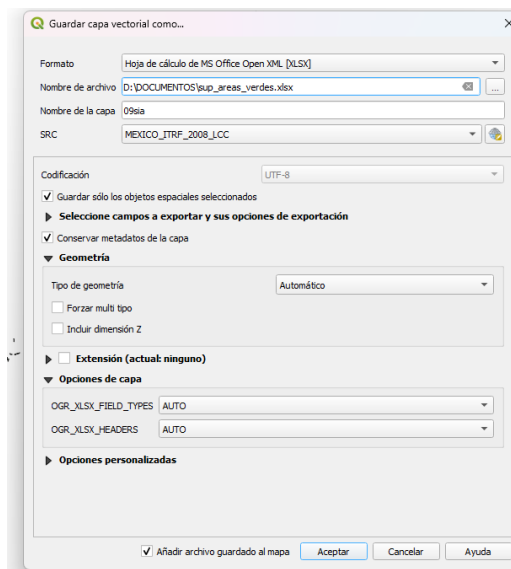 Guardar capa vectorial como...
Formato Hoja de cálculo de MS Office Open XML [XLSX]
Nombre de archivo D:\DOCUMENTOS\sup_areas_verdes.xlsx ...
Nombre de la capa 09sia
SRC MEXICO_ITRF_2008_LCC
Codificación UTF-8
Guardar sólo los objetos espaciales seleccionados
Seleccione campos a exportar y sus opciones de exportación
Conservar metadatos de la capa
Geometría
Tipo de geometría Automático
Forzar multi tipo
Incluir dimensión Z
Extensión (actual: ninguno)
Opciones de capa
OGR_XLSX_FIELD_TYPES AUTO
OGR_XLSX_HEADERS AUTO
Opciones personalizadas
Añadir archivo guardado al mapa Aceptar Cancelar Ayuda